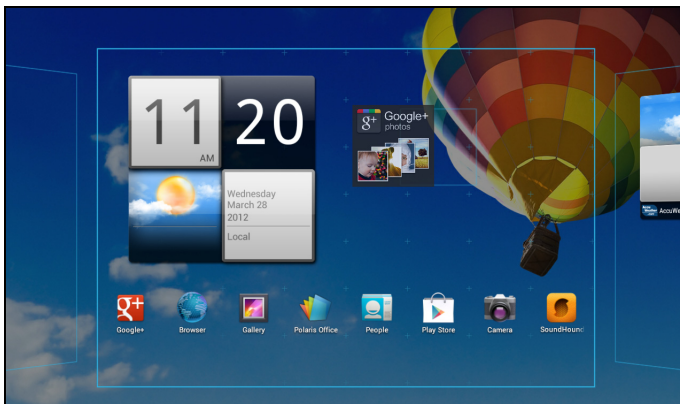 11
AM
20
Wednesday
March 28
2012
Local
g+ Google+
photos
AccuWe
g+
Google+
Browser
Gallery
Polaris Office
People
Play Store
Camera
SoundHound